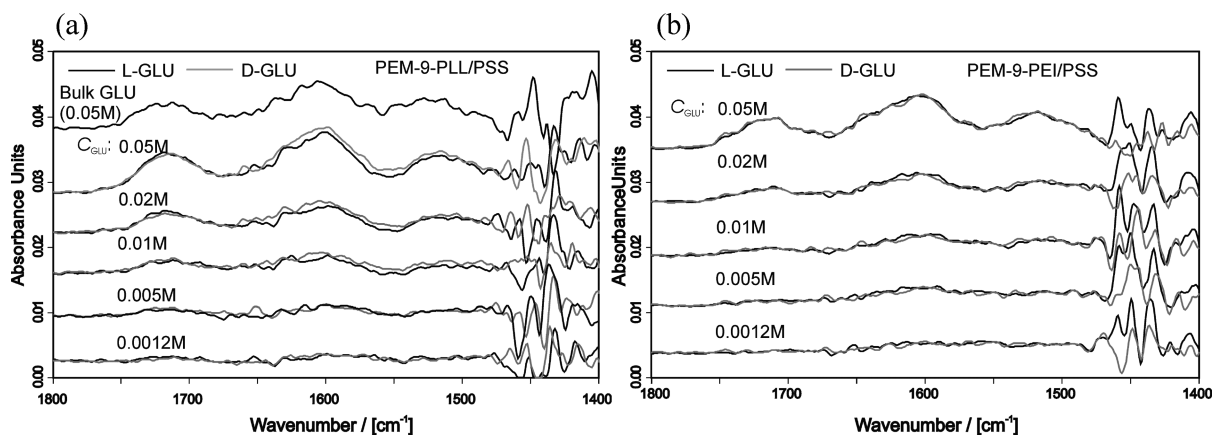 (a)
0.05
0.04
0.03
0.02
0.01
0.00
Absorbance Units
L-GLU D-GLU PEM-9-PLL/PSS
Bulk GLU
(0.05M)
CGLU: 0.05M
0.02M
0.01M
0.005M
0.0012M
1800 1700 1600 1500 1400
Wavenumber / [cm-1]
(b)
0.05
0.04
0.03
0.02
0.01
0.00
AbsorbanceUnits
L-GLU D-GLU PEM-9-PEI/PSS
CGLU: 0.05M
0.02M
0.01M
0.005M
0.0012M
1800 1700 1600 1500 1400
Wavenumber / [cm-1]